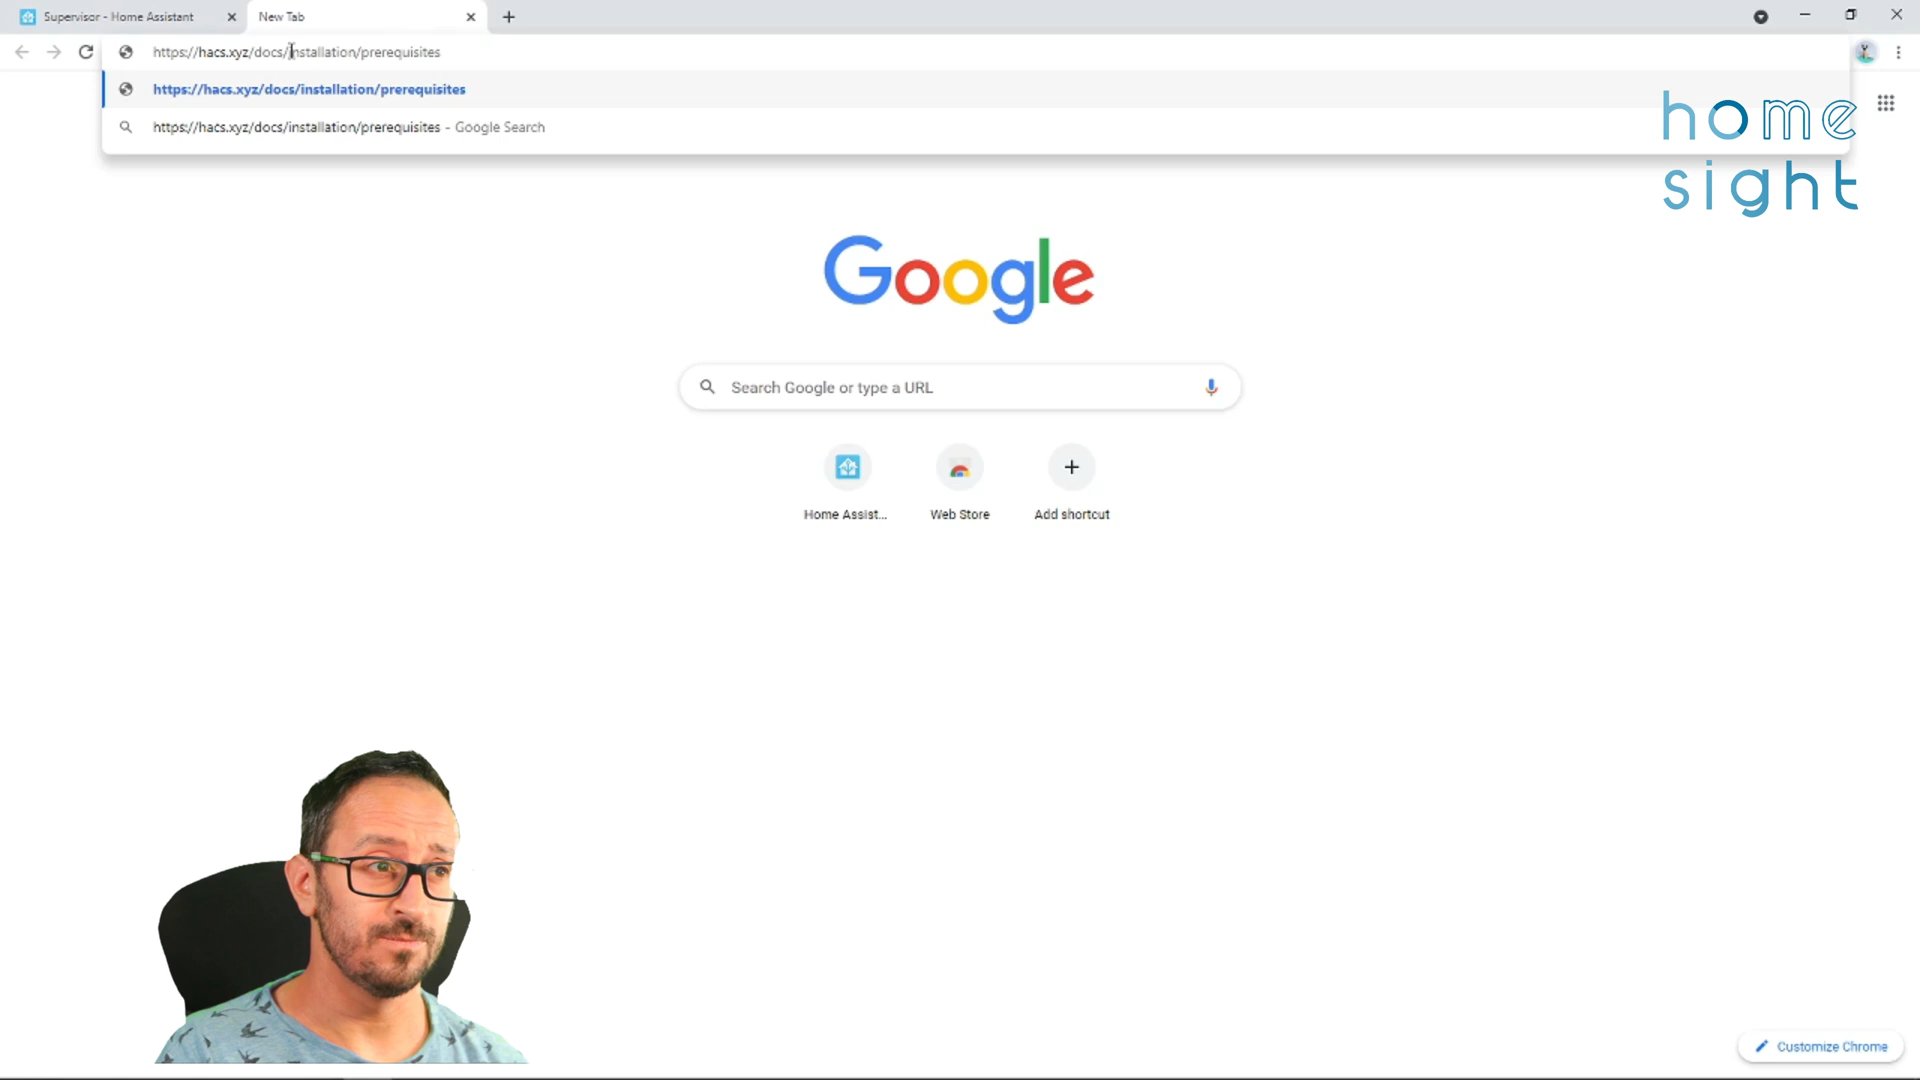 Supervisor - Home Assistant
New Tab
https://hacs.xyz/docs/installation/prerequisites
https://hacs.xyz/docs/installation/prerequisites
https://hacs.xyz/docs/installation/prerequisites - Google Search
home
sight
Google
Search Google or type a URL
Home Assist...
Web Store
Add shortcut
Customize Chrome